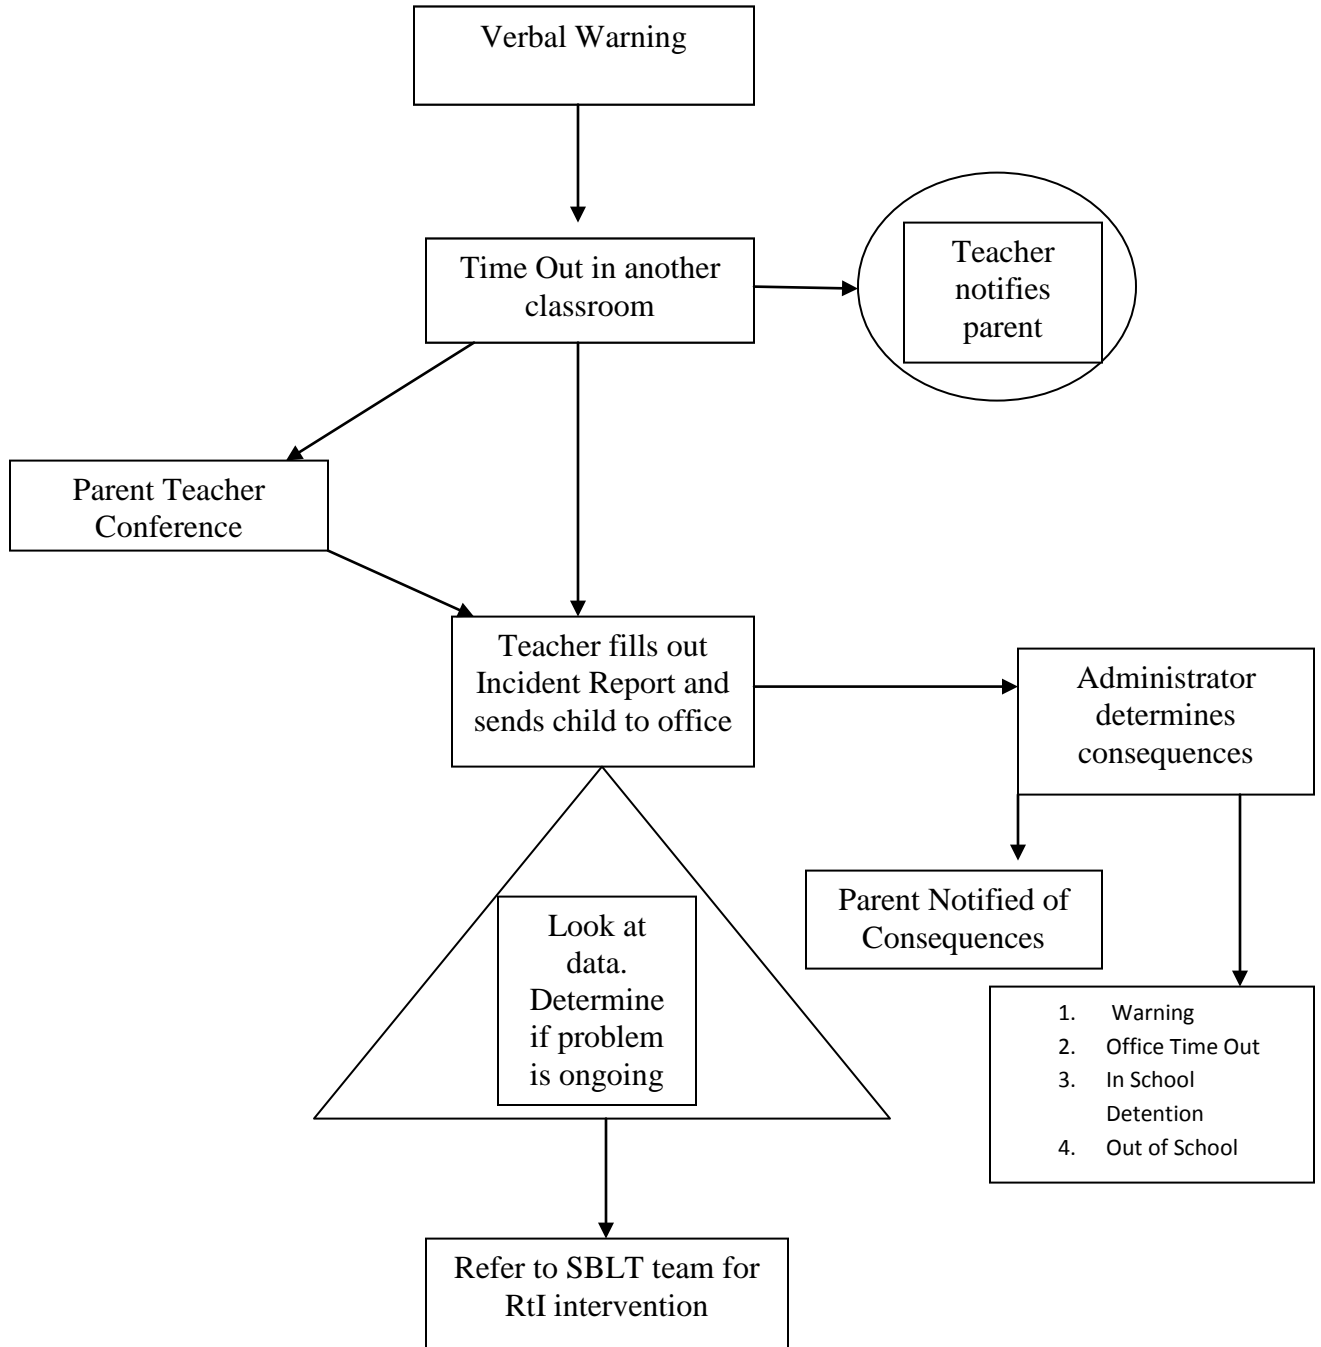 Verbal Warning
Time Out in another
classroom
Teacher
notifies
parent
Parent Teacher
Conference
Teacher fills out
Incident Report and
sends child to office
Administrator
determines
consequences
Parent Notified of
Consequences
Look at
data.
Determine
if problem
is ongoing
1. Warning
2. Office Time Out
3. In School
Detention
4. Out of School
Refer to SBLT team for
RtI intervention